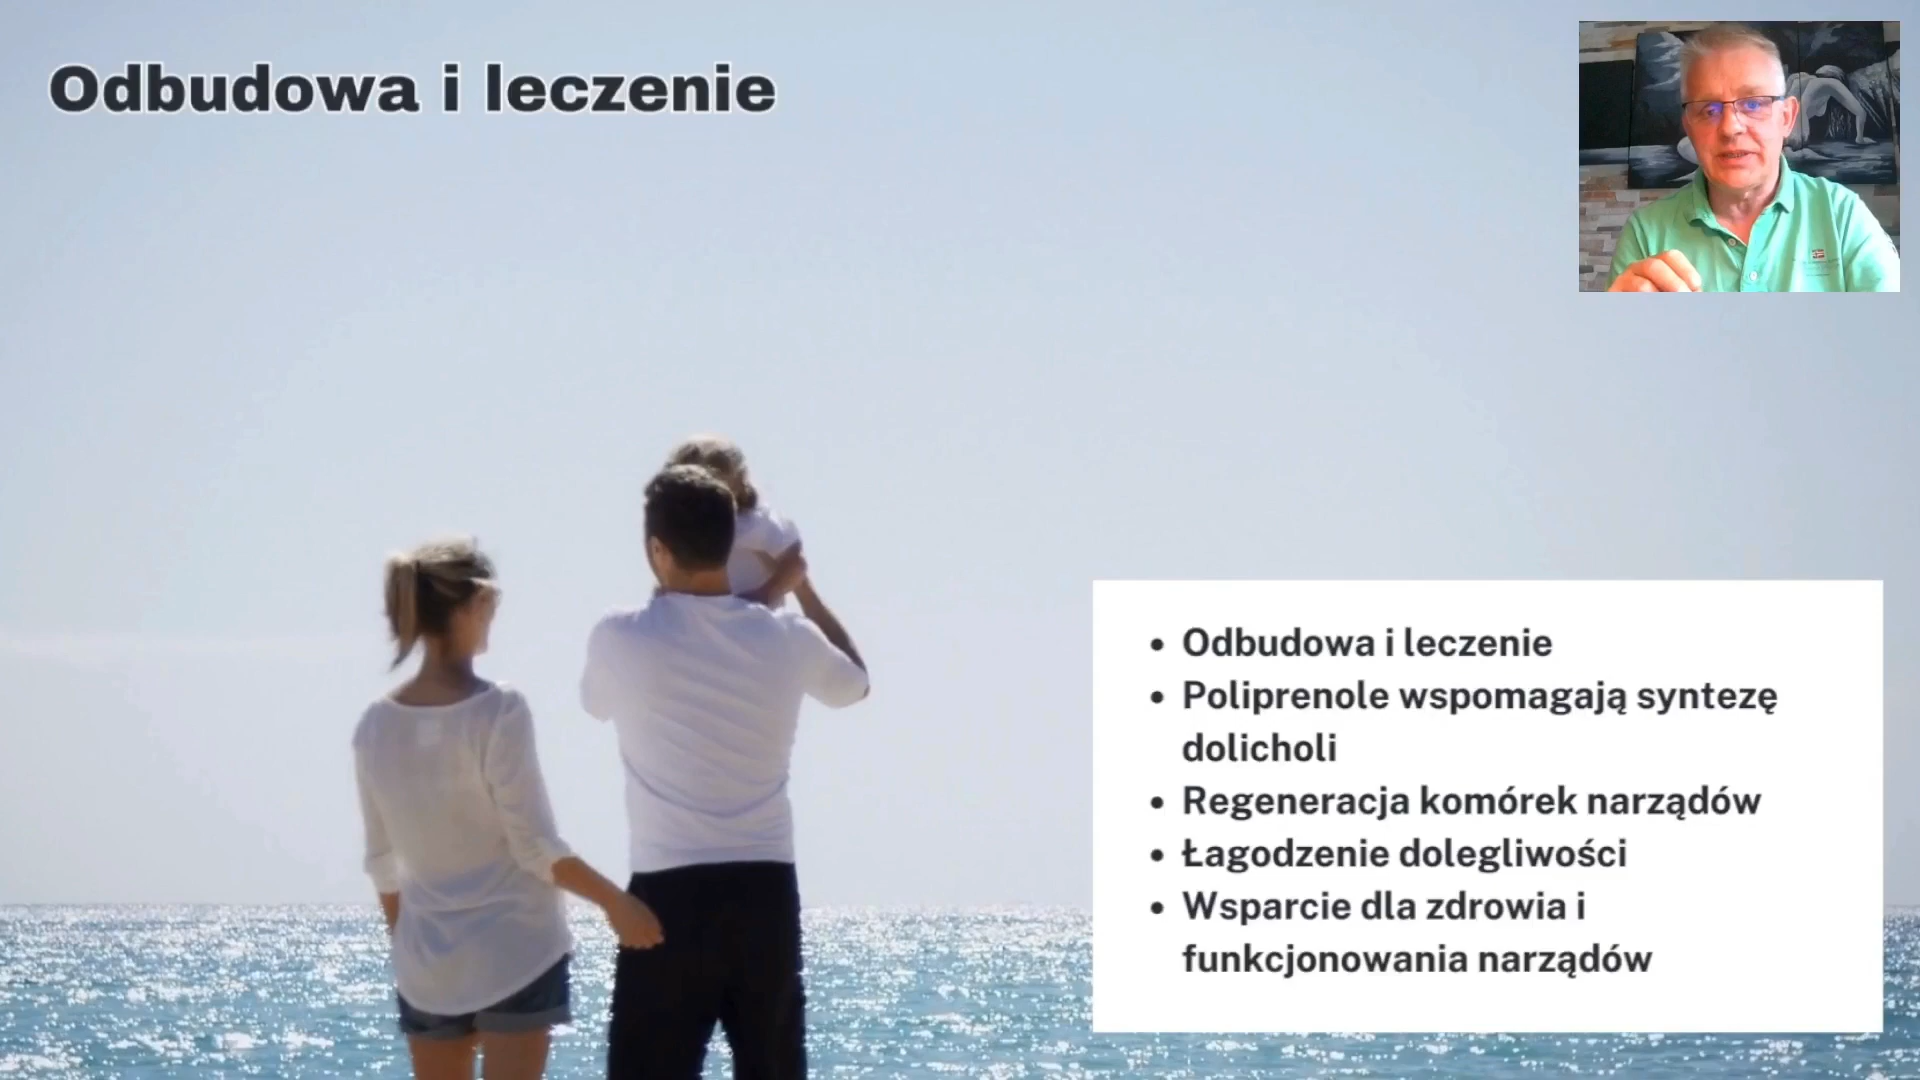 Odbudowa i leczenie
• Odbudowa i leczenie
• Poliprenole wspomagają syntezę
dolicholi
• Regeneracja komórek narządów
• Łagodzenie dolegliwości
• Wsparcie dla zdrowia i
funkcjonowania narządów